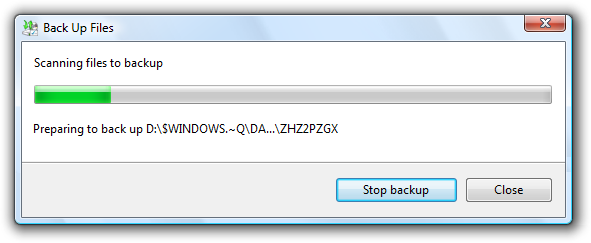 Back Up Files
Scanning files to backup
Preparing to back up D:\$WINDOWS.~Q\DA...\ZHZ2PZGX
Stop backup
Close